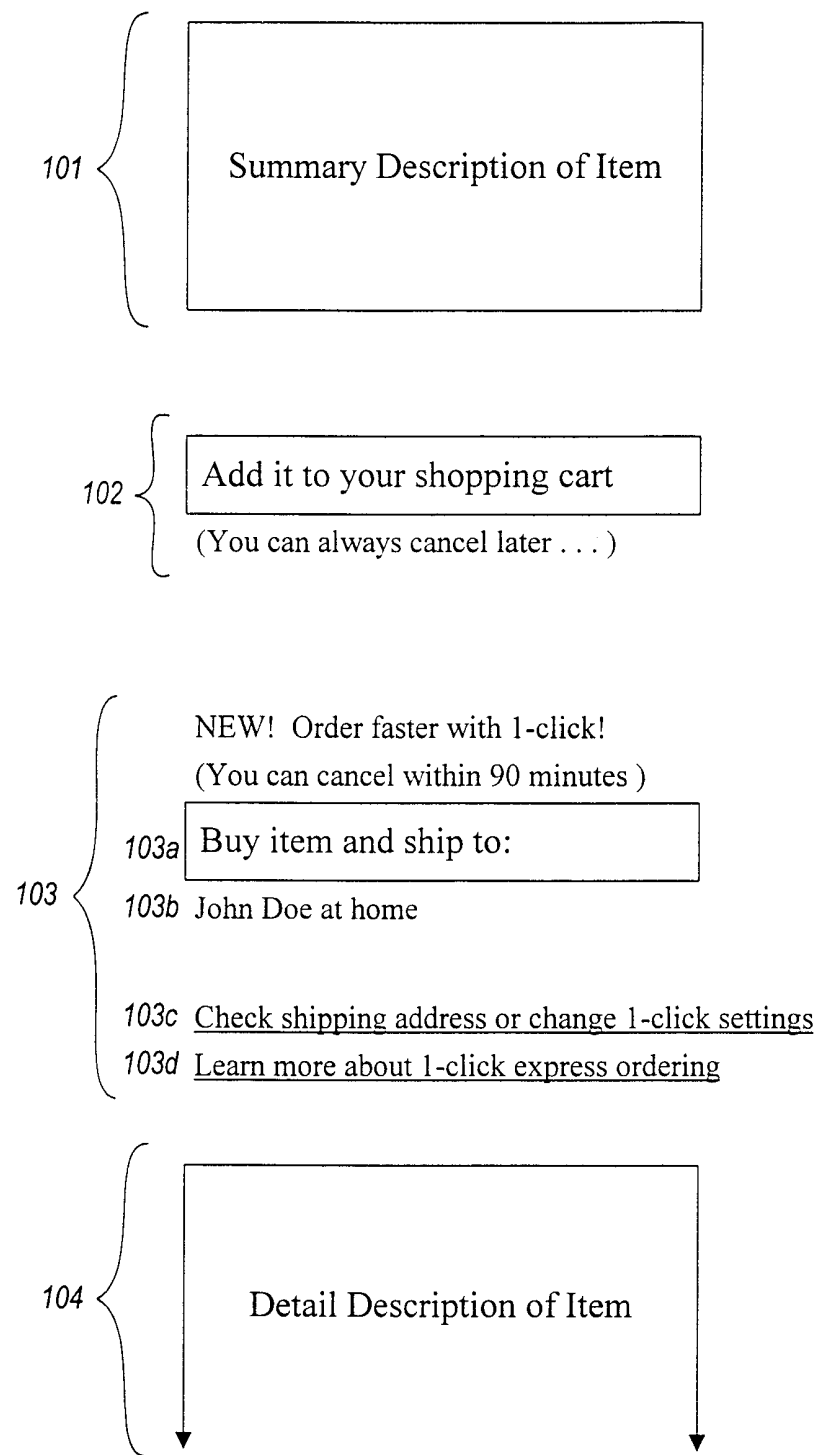 101 Summary Description of Item
102 Add it to your shopping cart
(You can always cancel later . . . )
NEW! Order faster with 1-click!
(You can cancel within 90 minutes )
103a Buy item and ship to:
103
103b John Doe at home
103c Check shipping address or change 1-click settings
103d Learn more about 1-click express ordering
104 Detail Description of Item